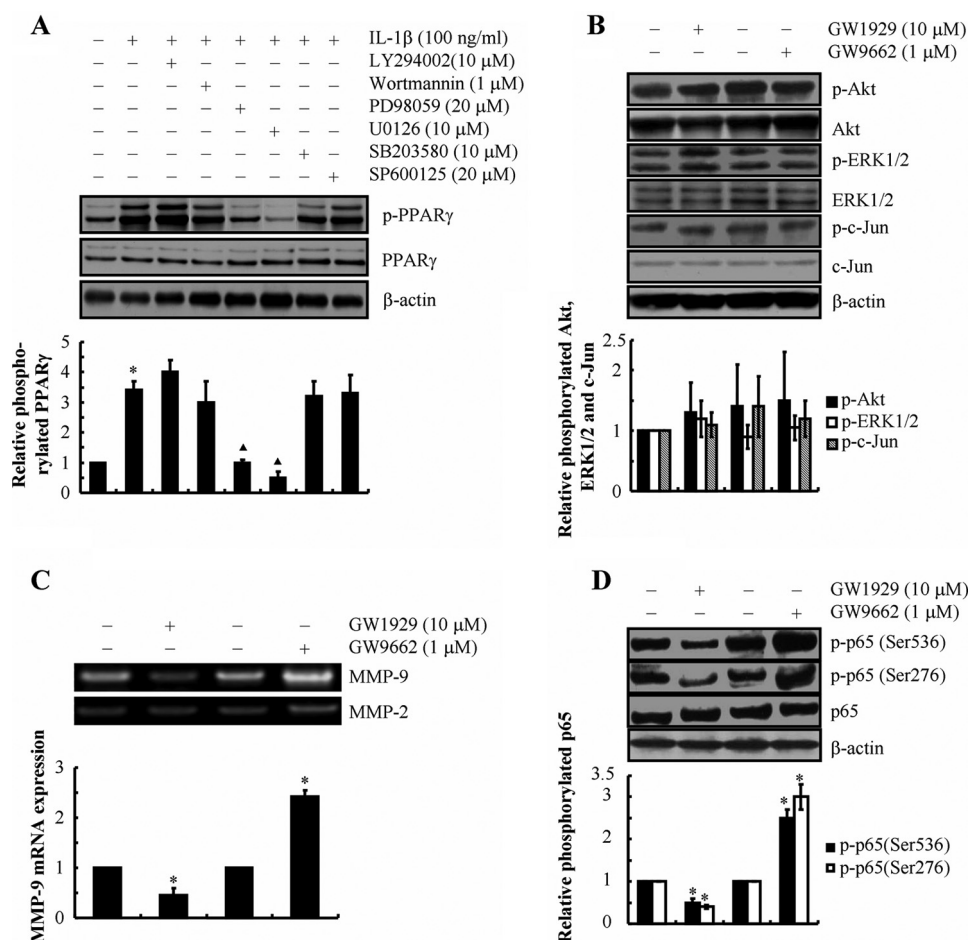 A
− + + + + + + + IL-1β (100 ng/ml)
− − + − − − − − LY294002(10 μM)
− − − + − − − − Wortmannin (1 μM)
− − − − + − − − PD98059 (20 μM)
− − − − − + − − U0126 (10 μM)
− − − − − − + − SB203580 (10 μM)
− − − − − − − + SP600125 (20 μM)
p-PPARγ
PPARγ
β-actin
Relative phospho-
rylated PPARγ
5
4
3
2
1
0
*
▲
▲
B
− + − − GW1929 (10 μM)
− − − + GW9662 (1 μM)
p-Akt
Akt
p-ERK1/2
ERK1/2
p-c-Jun
c-Jun
β-actin
Relative phosphorylated Akt,
ERK1/2 and c-Jun
2.5
2
1.5
1
0.5
0
p-Akt
p-ERK1/2
p-c-Jun
C
− + − − GW1929 (10 μM)
− − − + GW9662 (1 μM)
MMP-9
MMP-2
MMP-9 mRNA expression
3
2
1
0
*
*
D
− + − − GW1929 (10 μM)
− − − + GW9662 (1 μM)
p-p65 (Ser536)
p-p65 (Ser276)
p65
β-actin
Relative phosphorylated p65
3.5
3
2
1
0
* *
* *
p-p65(Ser536)
p-p65(Ser276)